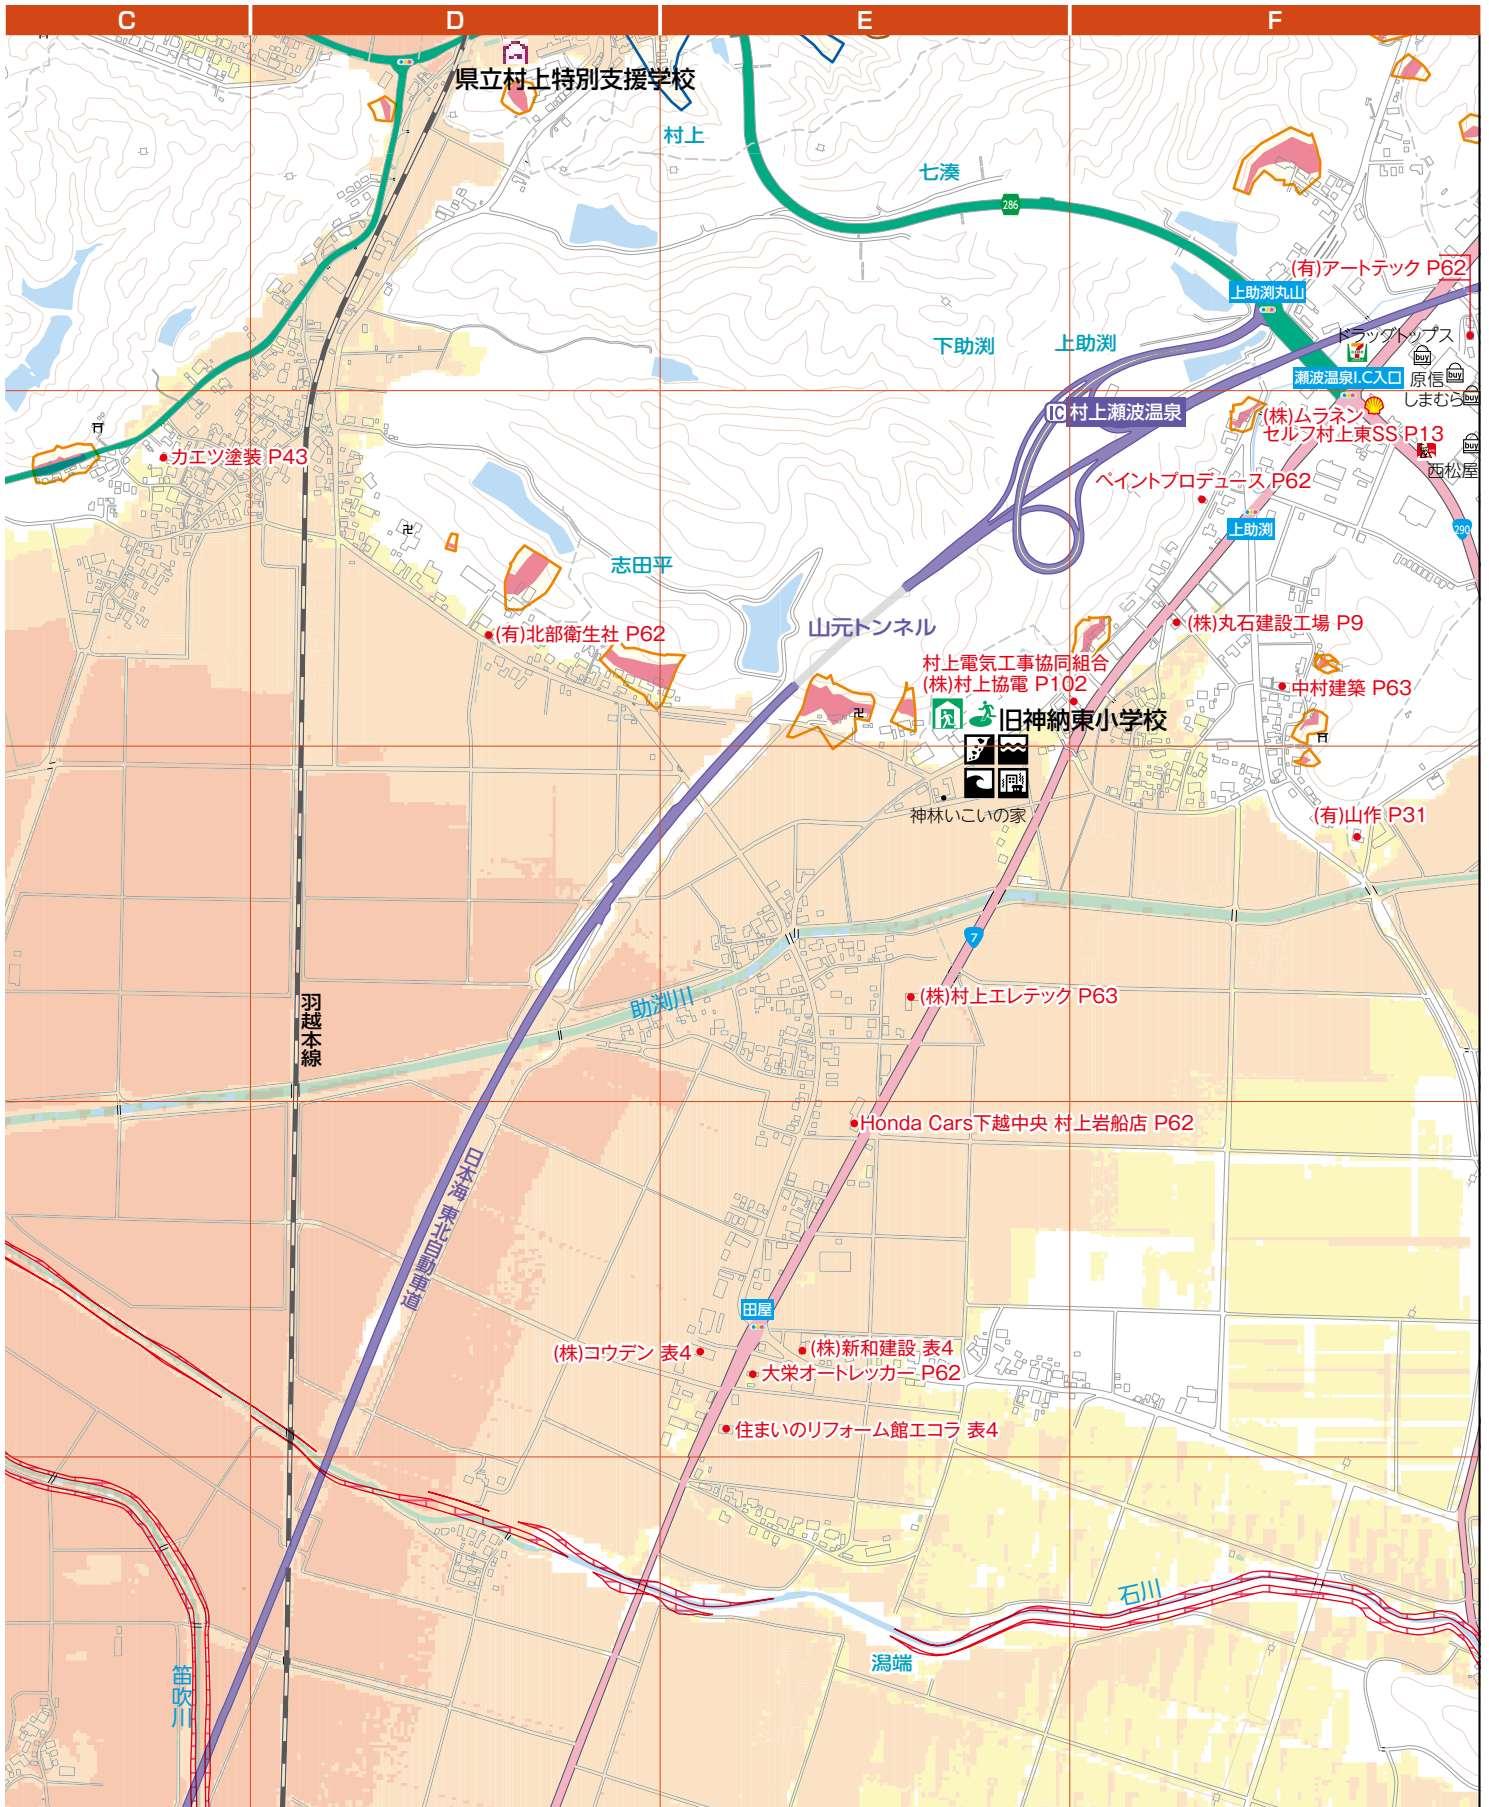 C
D
E
F
県立村上特別支援学校
村上
七湊
286
(有)アートテック P62
上助渕丸山
ドラッグトップス
下助渕
上助渕
瀬波温泉I.C入口
buy
原信
buy
しまむら
buy
IC 村上瀬波温泉
(株)ムラネン
セルフ村上東SS P13
カエツ塗装 P43
buy
西松屋
ペイントプロデュース P62
上助渕
290
志田平
(有)北部衛生社 P62
山元トンネル
(株)丸石建設工場 P9
村上電気工事協同組合
(株)村上協電 P102
中村建築 P63
旧神納東小学校
神林いこいの家
(有)山作 P31
7
助渕川
(株)村上エレテック P63
羽越本線
Honda Cars下越中央 村上岩船店 P62
日本海東北自動車道
田屋
(株)コウデン 表4
(株)新和建設 表4
大栄オートレッカー P62
住まいのリフォーム館エコラ 表4
石川
潟端
笛吹川